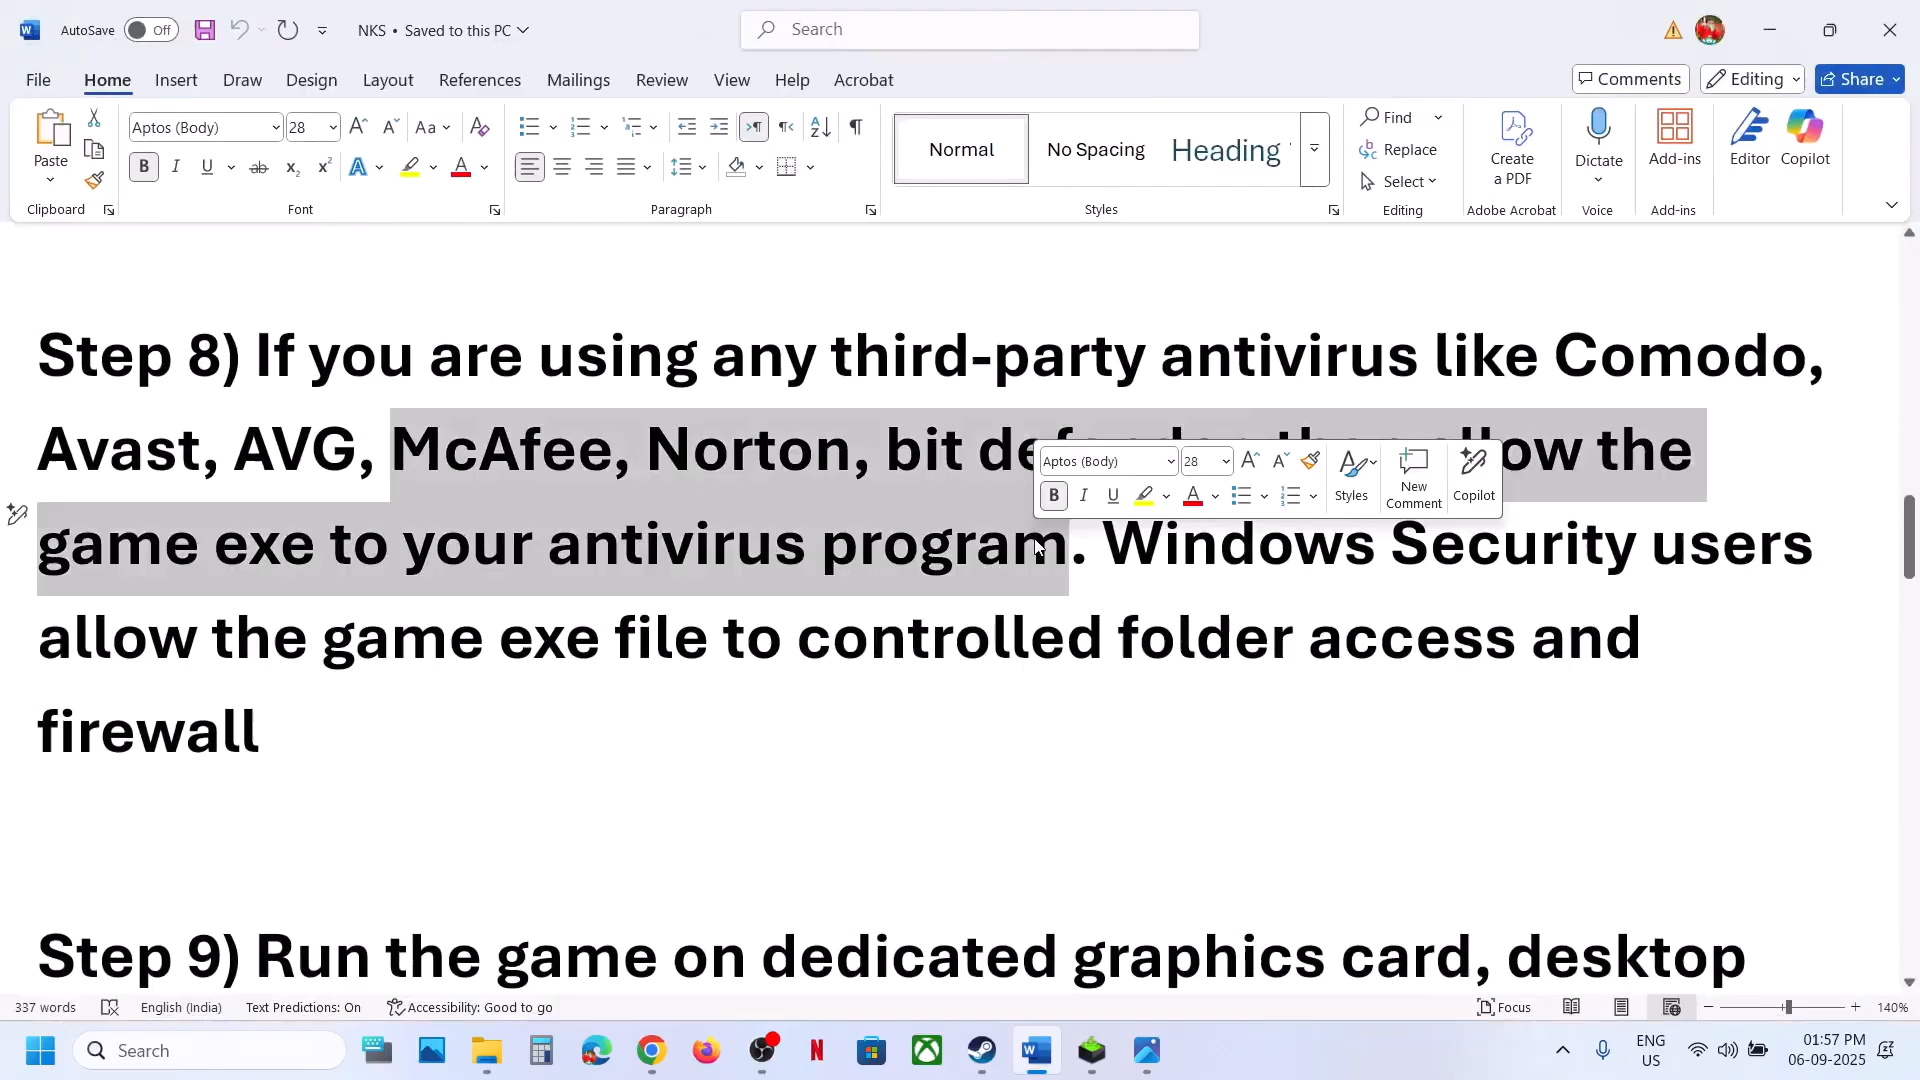 AutoSave Off NKS • Saved to this PC Search
File Home Insert Draw Design Layout References Mailings Review View Help Acrobat Comments Editing Share
Paste Aptos (Body) 28 Aa Normal No Spacing Heading Find Replace Select Create a PDF Dictate Add-ins Editor Copilot
Clipboard Font Paragraph Styles Editing Adobe Acrobat Voice Add-ins
Step 8) If you are using any third-party antivirus like Comodo,
Avast, AVG, McAfee, Norton, bit allow the
Aptos (Body) 28 Styles New Comment Copilot
game exe to your antivirus program. Windows Security users
allow the game exe file to controlled folder access and
firewall
Step 9) Run the game on dedicated graphics card, desktop
337 words English (India) Text Predictions: On Accessibility: Good to go Focus 140%
Search ENG US 01:57 PM 06-09-2025